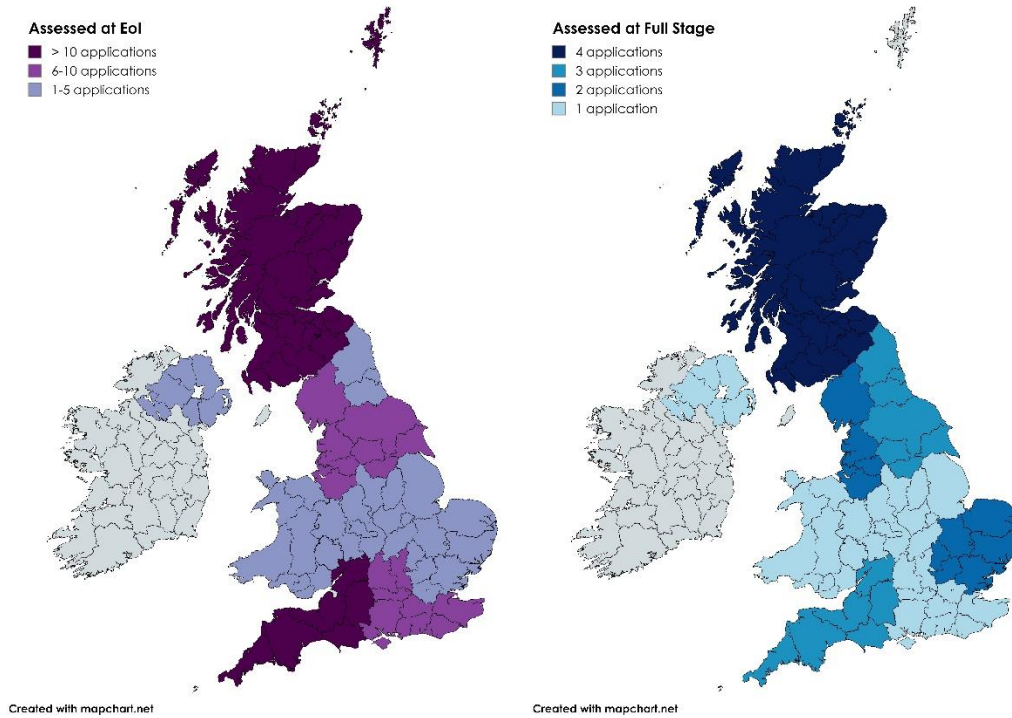 Assessed at EoI
> 10 applications
6-10 applications
1-5 applications
Assessed at Full Stage
4 applications
3 applications
2 applications
1 application
Created with mapchart.net
Created with mapchart.net